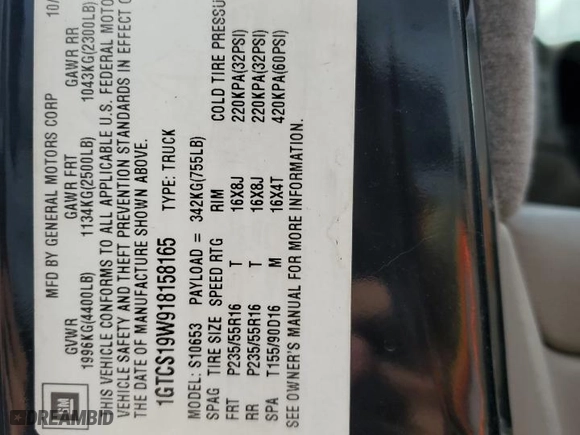 MFD BY GENERAL MOTORS CORP 10/
GVWR GAWR FRT GAWR RR
1996KG(4400LB) 1134KG(2500LB) 1043KG(2300LB)
THIS VEHICLE CONFORMS TO ALL APPLICABLE U.S. FEDERAL MOTO
VEHICLE SAFETY AND THEFT PREVENTION STANDARDS IN EFFECT O
THE DATE OF MANUFACTURE SHOWN ABOVE.
1GTCS19W918158165 TYPE: TRUCK
MODEL: S10653 PAYLOAD = 342KG(755LB)
SPAG TIRE SIZE SPEED RTG RIM COLD TIRE PRESSU
FRT P235/55R16 T 16X8J 220KPA(32PSI)
RR P235/55R16 T 16X8J 220KPA(32PSI)
SPA T155/90D16 M 16X4T 420KPA(60PSI)
SEE OWNER'S MANUAL FOR MORE INFORMATION.
GM
DREAMBID